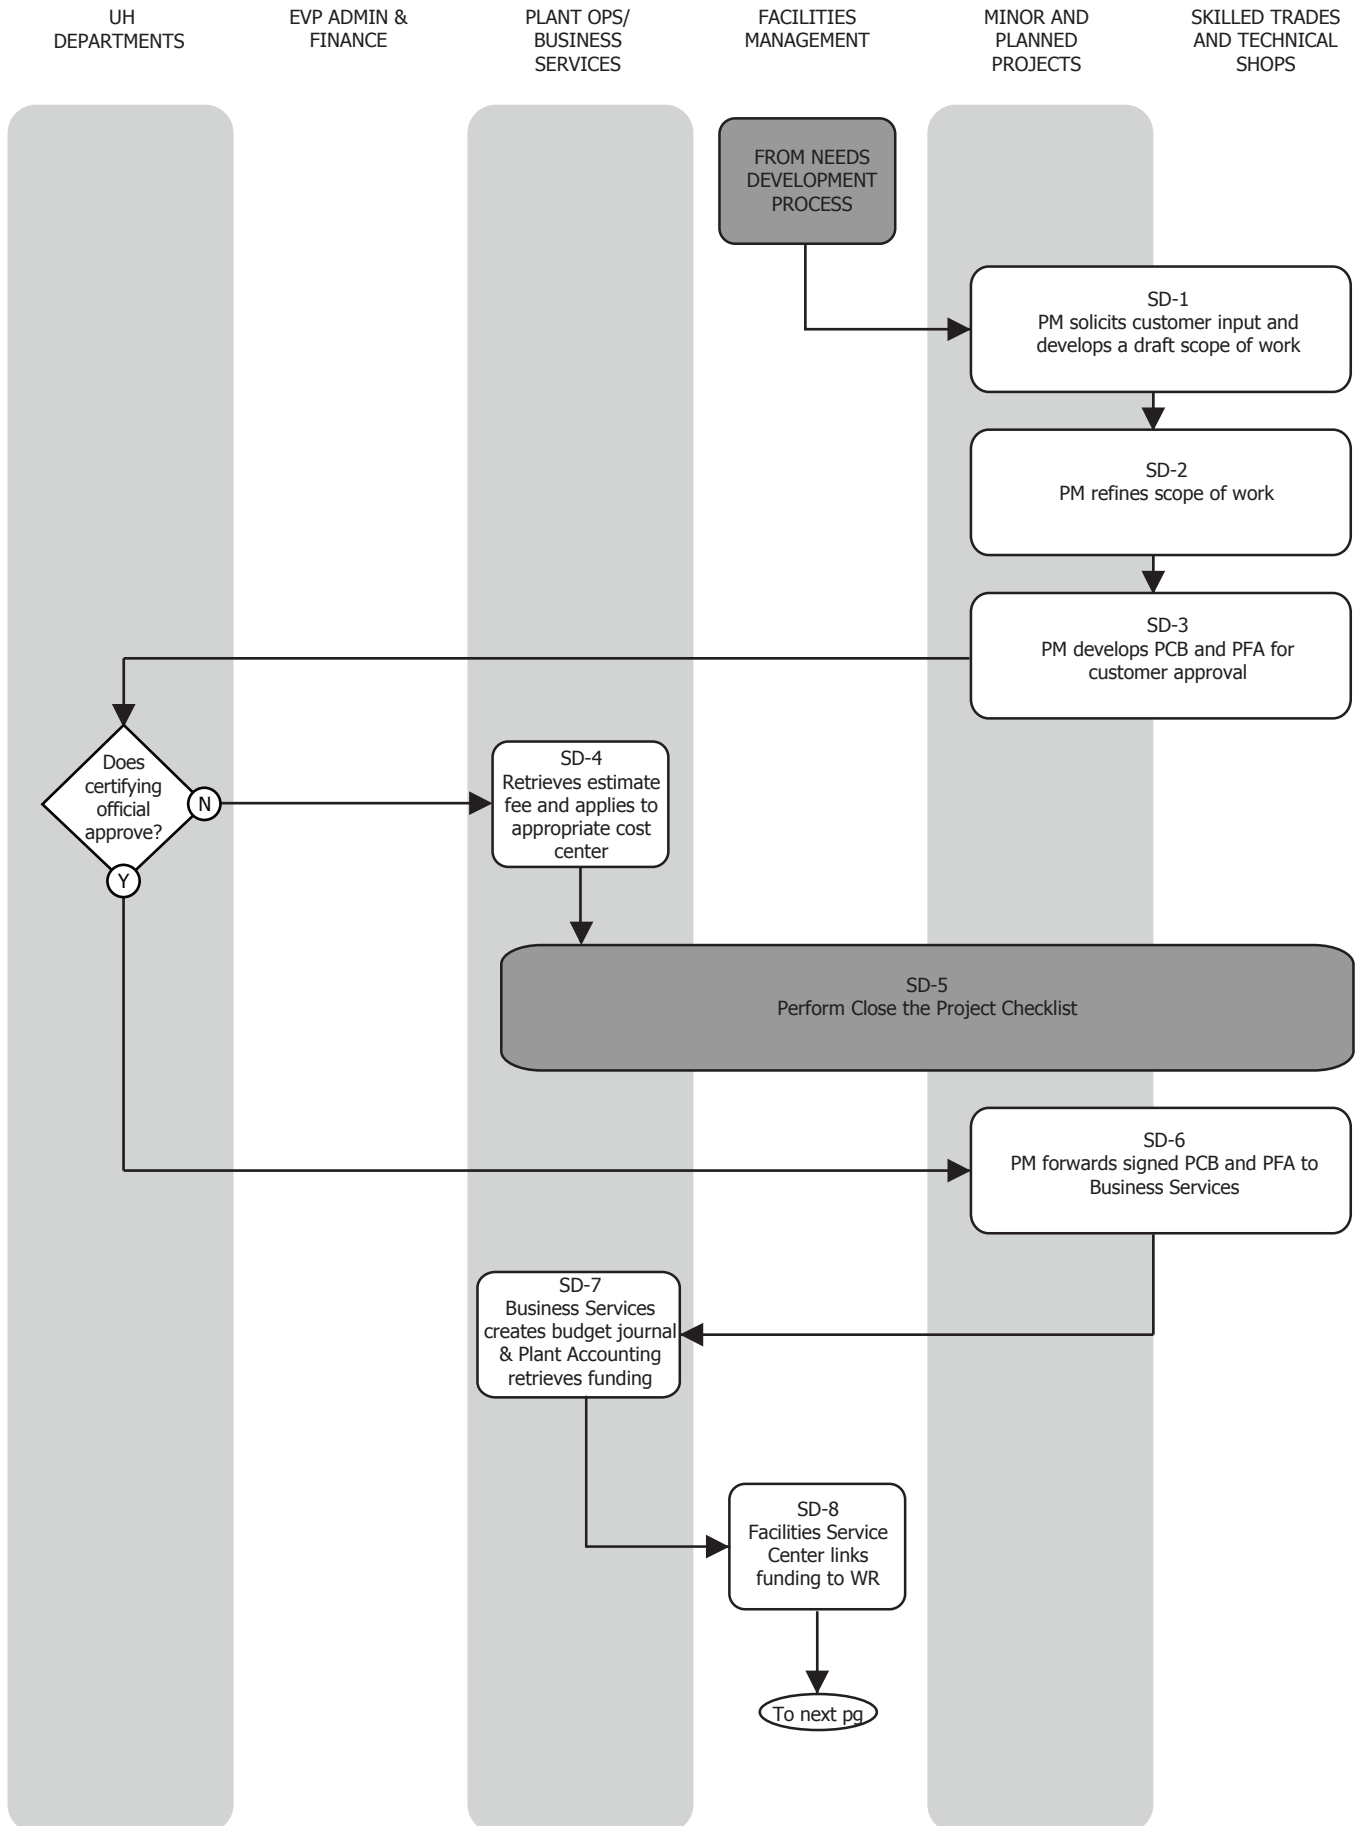 UH
DEPARTMENTS
EVP ADMIN &
FINANCE
PLANT OPS/
BUSINESS
SERVICES
FACILITIES
MANAGEMENT
MINOR AND
PLANNED
PROJECTS
SKILLED TRADES
AND TECHNICAL
SHOPS
FROM NEEDS
DEVELOPMENT
PROCESS
SD-1
PM solicits customer input and
develops a draft scope of work
SD-2
PM refines scope of work
SD-3
PM develops PCB and PFA for
customer approval
Does
certifying
official
approve?
N
Y
SD-4
Retrieves estimate
fee and applies to
appropriate cost
center
SD-5
Perform Close the Project Checklist
SD-6
PM forwards signed PCB and PFA to
Business Services
SD-7
Business Services
creates budget journal
& Plant Accounting
retrieves funding
SD-8
Facilities Service
Center links
funding to WR
To next pg